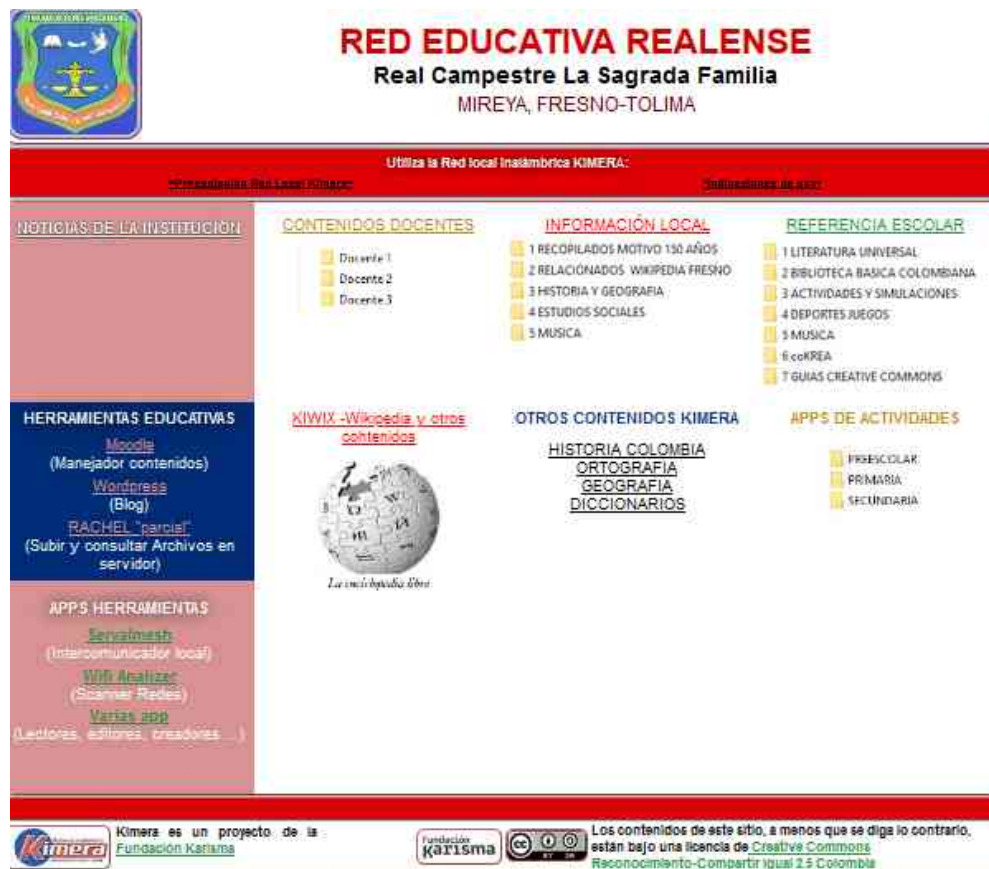 RED EDUCATIVA REALENSE
Real Campestre La Sagrada Familia
MIREYA, FRESNO-TOLIMA
Utiliza la Red local Inalámbrica KIMERA:
NOTICIAS DE LA INSTITUCIÓN
CONTENIDOS DOCENTES
Docente 1
Docente 2
Docente 3
INFORMACIÓN LOCAL
1 RECOPILADOS MOTIVO 150 AÑOS
2 RELACIONADOS WIKIPEDIA FRESNO
3 HISTORIA Y GEOGRAFIA
4 ESTUDIOS SOCIALES
5 MUSICA
REFERENCIA ESCOLAR
1 LITERATURA UNIVERSAL
2 BIBLIOTECA BASICA COLOMBIANA
3 ACTIVIDADES Y SIMULACIONES
4 DEPORTES JUEGOS
5 MUSICA
6 coKREA
7 GUIAS CREATIVE COMMONS
HERRAMIENTAS EDUCATIVAS
Moodle
(Manejador contenidos)
Wordpress
(Blog)
RACHEL "parcial"
(Subir y consultar Archivos en
servidor)
KIWIX -Wikipedia y otros
contenidos
La enciclopedia libre
OTROS CONTENIDOS KIMERA
HISTORIA COLOMBIA
ORTOGRAFIA
GEOGRAFIA
DICCIONARIOS
APPS DE ACTIVIDADES
PREESCOLAR
PRIMARIA
SECUNDARIA
APPS HERRAMIENTAS
Servalmesh
(Intercomunicador local)
Wifi Analizer
(Scanner Redes)
Varias app
(Lectores, editores, creadores ...)
Kimera
Kimera es un proyecto de la
Fundación Karisma
Fundación
karisma
cc
BY SA
Los contenidos de este sitio, a menos que se diga lo contrario,
están bajo una licencia de Creative Commons
Reconocimiento-Compartir igual 2.5 Colombia